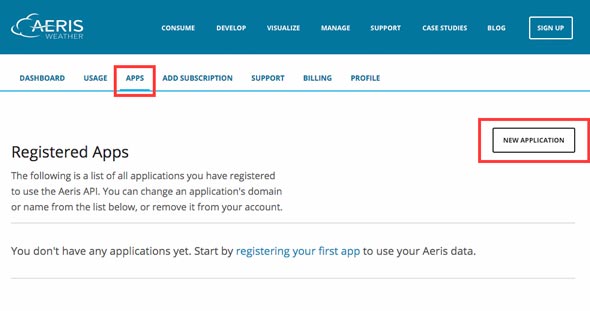 AERIS
WEATHER
CONSUME DEVELOP VISUALIZE MANAGE SUPPORT CASE STUDIES BLOG SIGN UP
DASHBOARD USAGE APPS ADD SUBSCRIPTION SUPPORT BILLING PROFILE
NEW APPLICATION
Registered Apps
The following is a list of all applications you have registered
to use the Aeris API. You can change an application's domain
or name from the list below, or remove it from your account.
You don't have any applications yet. Start by registering your first app to use your Aeris data.